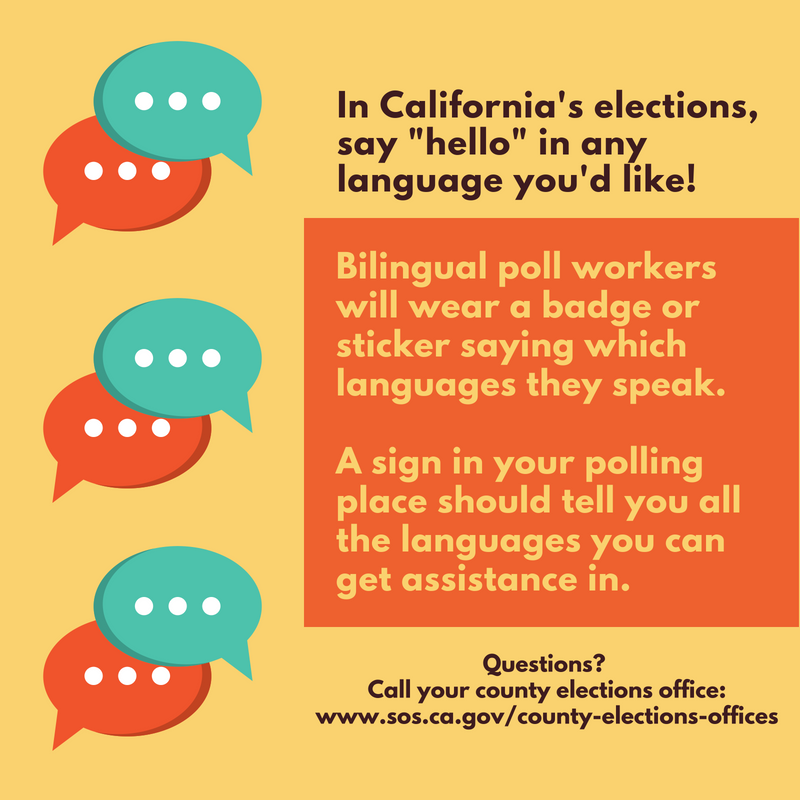 In California's elections,
say "hello" in any
language you'd like!
Bilingual poll workers
will wear a badge or
sticker saying which
languages they speak.
A sign in your polling
place should tell you all
the languages you can
get assistance in.
Questions?
Call your county elections office:
www.sos.ca.gov/county-elections-offices